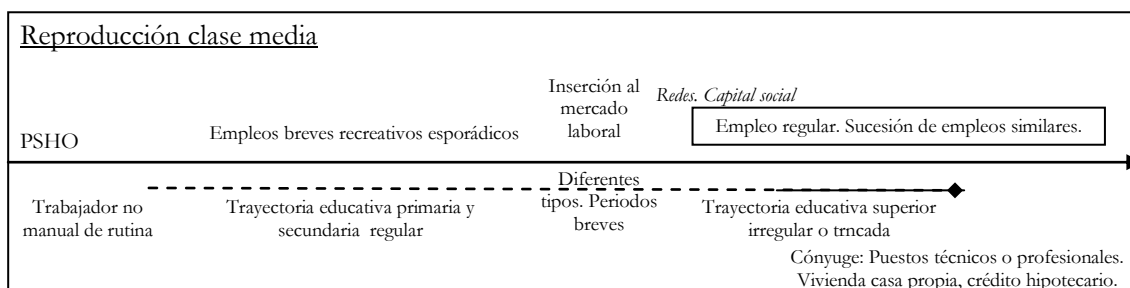 Reproducción clase media
Inserción al
mercado
laboral
Redes. Capital social
PSHO
Empleos breves recreativos esporádicos
Empleo regular. Sucesión de empleos similares.
Trabajador no
manual de rutina
Trayectoria educativa primaria y
secundaria regular
Diferentes
tipos. Periodos
breves
Trayectoria educativa superior
irregular o trncada
Cónyuge: Puestos técnicos o profesionales.
Vivienda casa propia, crédito hipotecario.